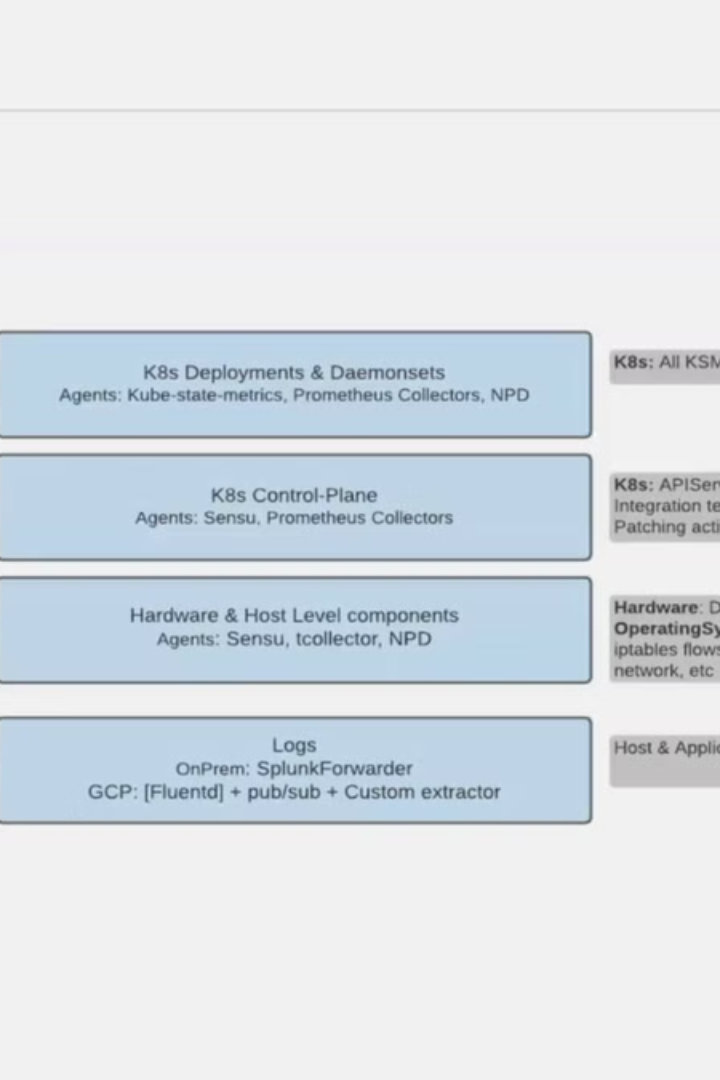 K8s Deployments & Daemonsets
Agents: Kube-state-metrics, Prometheus Collectors, NPD
K8s: All KSM
K8s Control-Plane
Agents: Sensu, Prometheus Collectors
K8s: APISer
Integration te
Patching acti
Hardware & Host Level components
Agents: Sensu, tcollector, NPD
Hardware: D
OperatingSy
iptables flows
network, etc
Logs
OnPrem: SplunkForwarder
GCP: [Fluentd] + pub/sub + Custom extractor
Host & Applic